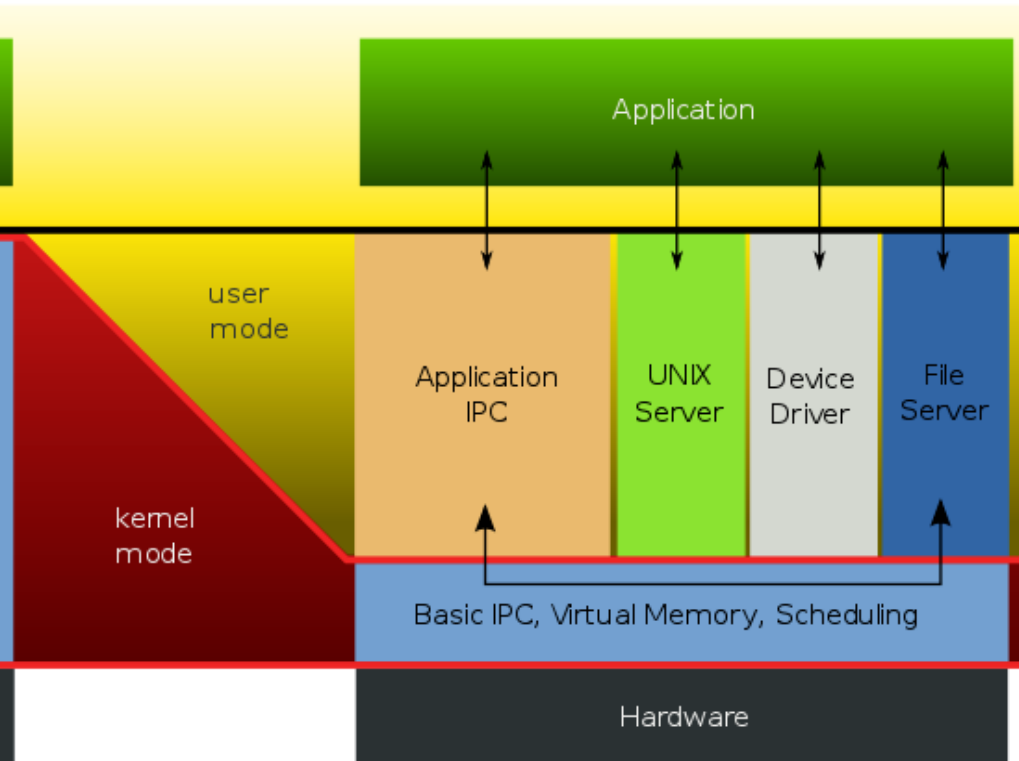 Application
user
mode
Application
IPC
UNIX
Server
Device
Driver
File
Server
kernel
mode
Basic IPC, Virtual Memory, Scheduling
Hardware